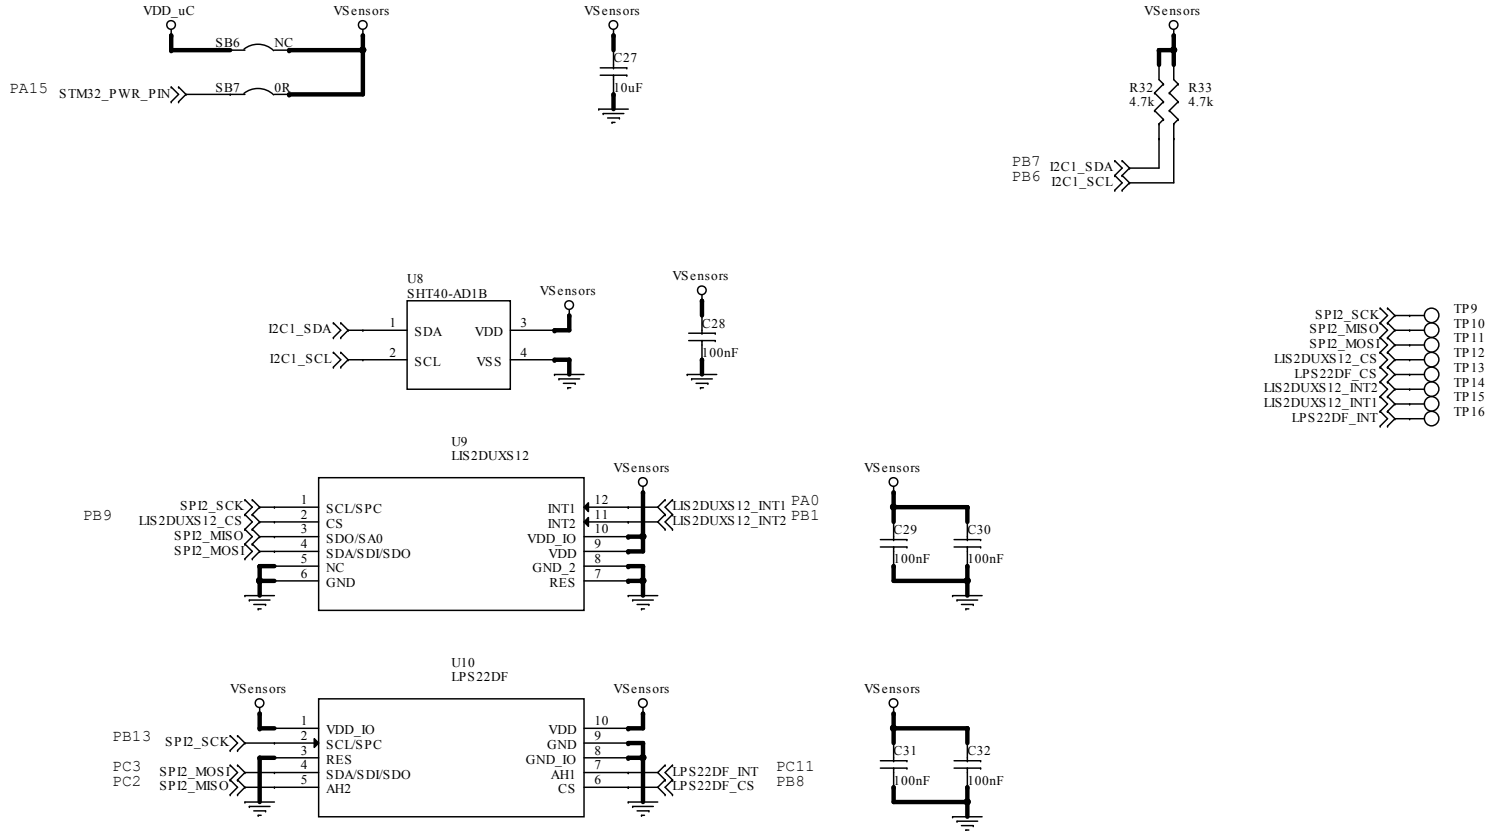 VDD_uC
VSensors
VSensors
VSensors
SB6 NC
C27
10uF
PA15 STM32_PWR_PIN SB7 0R
R32 R33
4.7k 4.7k
PB7 I2C1_SDA
PB6 I2C1_SCL
U8
SHT40-AD1B
VSensors
VSensors
I2C1_SDA 1 SDA VDD 3
I2C1_SCL 2 SCL VSS 4
C28
100nF
SPI2_SCK TP9
SPI2_MISO TP10
SPI2_MOSI TP11
LIS2DUXS12_CS TP12
LPS22DF_CS TP13
LIS2DUXS12_INT2 TP14
LIS2DUXS12_INT1 TP15
LPS22DF_INT TP16
U9
LIS2DUXS12
VSensors
VSensors
SPI2_SCK 1 SCL/SPC INT1 12 LIS2DUXS12_INT1 PA0
PB9 LIS2DUXS12_CS 2 CS INT2 11 LIS2DUXS12_INT2 PB1
SPI2_MISO 3 SDO/SA0 VDD_IO 10
SPI2_MOSI 4 SDA/SDI/SDO VDD 9
5 NC GND_2 8
6 GND RES 7
C29 C30
100nF 100nF
U10
LPS22DF
VSensors
VSensors
VSensors
1 VDD_IO VDD 10
PB13 SPI2_SCK 2 SCL/SPC GND 9
3 RES GND_IO 8
PC3 SPI2_MOSI 4 SDA/SDI/SDO AH1 7 LPS22DF_INT PC11
PC2 SPI2_MISO 5 AH2 CS 6 LPS22DF_CS PB8
C31 C32
100nF 100nF